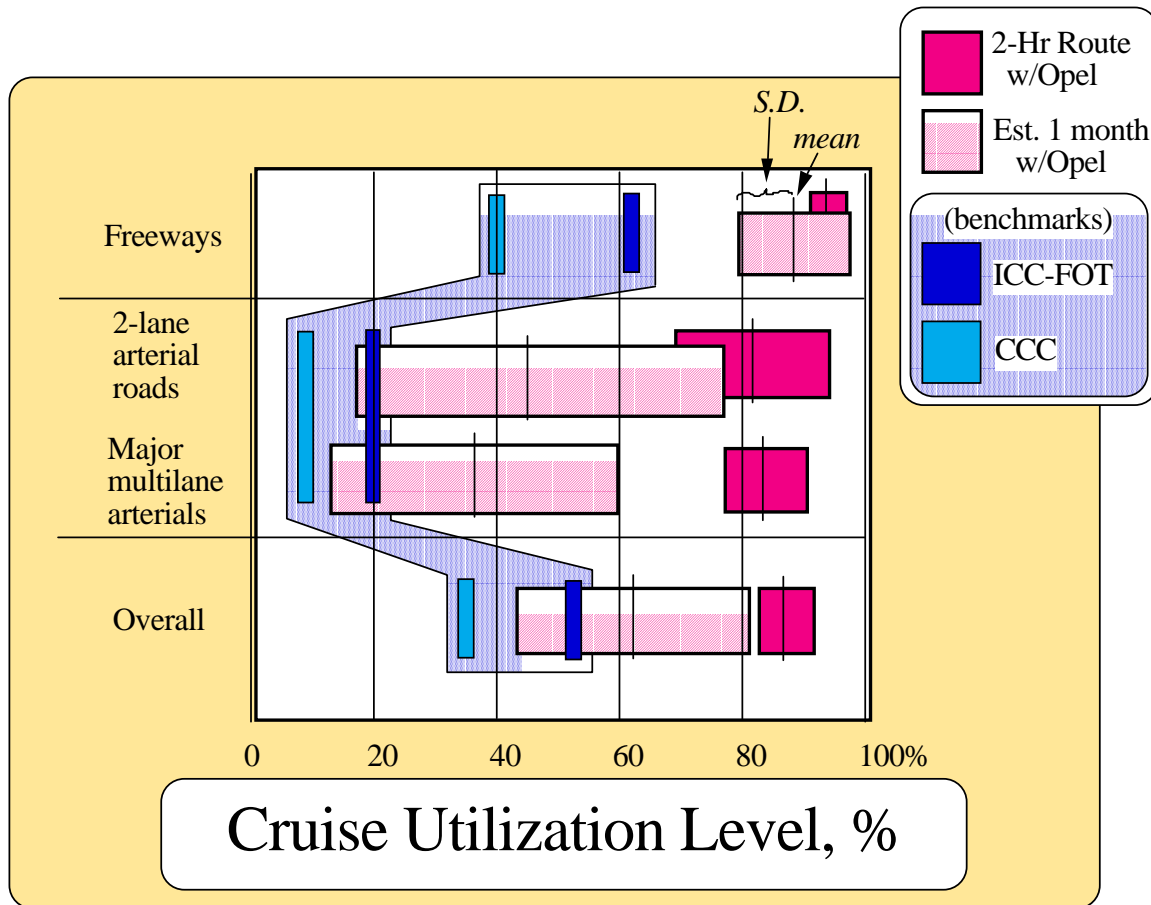 2-Hr Route
w/Opel
Est. 1 month
w/Opel
(benchmarks)
ICC-FOT
CCC
S.D.
mean
Freeways
2-lane
arterial
roads
Major
multilane
arterials
Overall
0 20 40 60 80 100%
Cruise Utilization Level, %